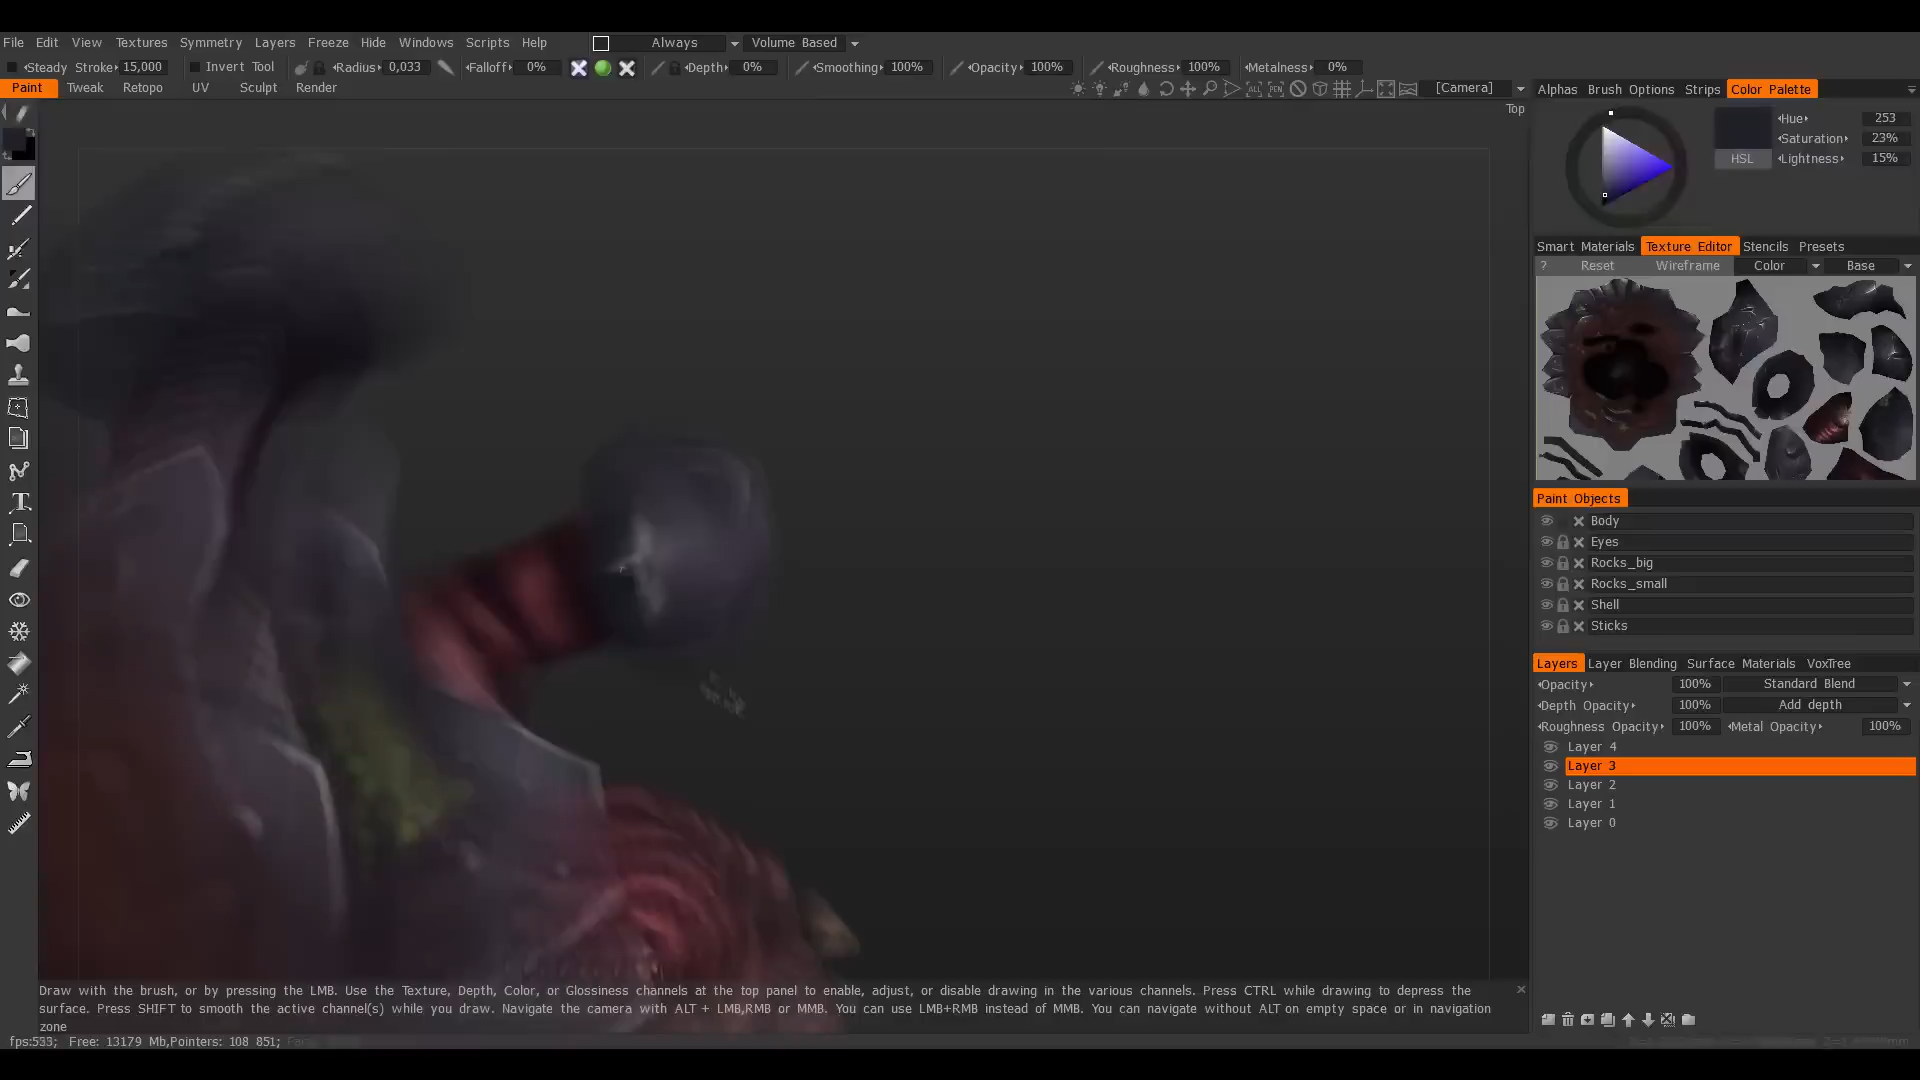 File Edit View Textures Symmetry Layers Freeze Hide Windows Scripts Help Always Volume Based
Steady Stroke 15,000 Invert Tool Radius 0,033 Falloff 0% Depth 0% Smoothing 100% Opacity 100% Roughness 100% Metalness 0%
Paint Tweak Retopo UV Sculpt Render [Camera] Alphas Brush Options Strips Color Palette
Top
Hue 253
Saturation 23%
HSL Lightness 15%
Smart Materials Texture Editor Stencils Presets
? Reset Wireframe Color Base
Paint Objects
Body
Eyes
Rocks_big
Rocks_small
Shell
Sticks
Layers Layer Blending Surface Materials VoxTree
Opacity 100% Standard Blend
Depth Opacity 100% Add depth
Roughness Opacity 100% Metal Opacity 100%
Layer 4
Layer 3
Layer 2
Layer 1
Layer 0
Draw with the brush, or by pressing the LMB. Use the Texture, Depth, Color, or Glossiness channels at the top panel to enable, adjust, or disable drawing in the various channels. Press CTRL while drawing to depress the
surface. Press SHIFT to smooth the active channel(s) while you draw. Navigate the camera with ALT + LMB,RMB or MMB. You can use LMB+RMB instead of MMB. You can navigate without ALT on empty space or in navigation
zone
Free: 13179 Mb,Pointers: 108 851;